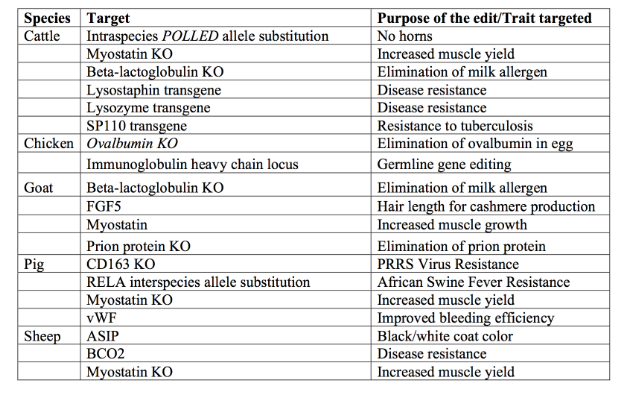 Species Target Purpose of the edit/Trait targeted
Cattle Intraspecies POLLED allele substitution No horns
Myostatin KO Increased muscle yield
Beta-lactoglobulin KO Elimination of milk allergen
Lysostaphin transgene Disease resistance
Lysozyme transgene Disease resistance
SP110 transgene Resistance to tuberculosis
Chicken Ovalbumin KO Elimination of ovalbumin in egg
Immunoglobulin heavy chain locus Germline gene editing
Goat Beta-lactoglobulin KO Elimination of milk allergen
FGF5 Hair length for cashmere production
Myostatin Increased muscle growth
Prion protein KO Elimination of prion protein
Pig CD163 KO PRRS Virus Resistance
RELA interspecies allele substitution African Swine Fever Resistance
Myostatin KO Increased muscle yield
vWF Improved bleeding efficiency
Sheep ASIP Black/white coat color
BCO2 Disease resistance
Myostatin KO Increased muscle yield